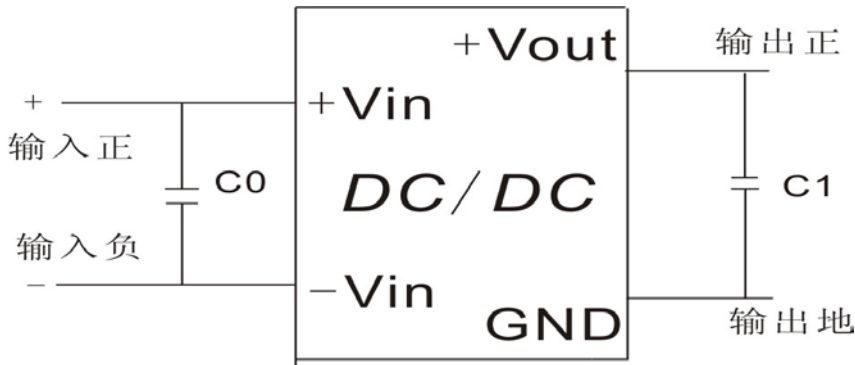 +Vout
输出正
+
+Vin
输入正
C0
DC/DC
C1
输入负
−
−Vin
GND
输出地